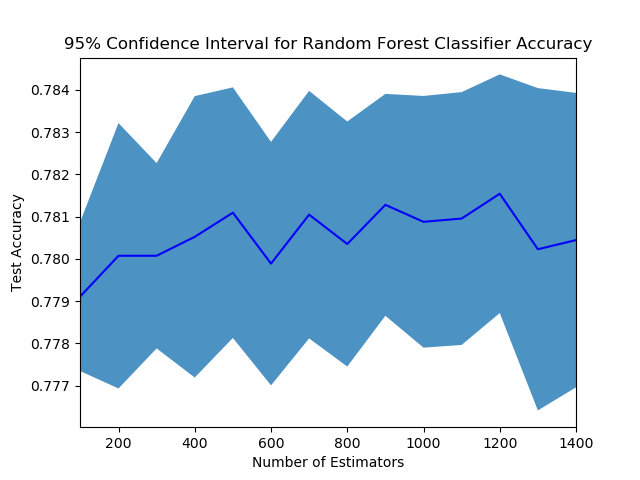 95% Confidence Interval for Random Forest Classifier Accuracy
0.784
0.783
0.782
0.781
0.780
0.779
0.778
0.777
Test Accuracy
200 400 600 800 1000 1200 1400
Number of Estimators